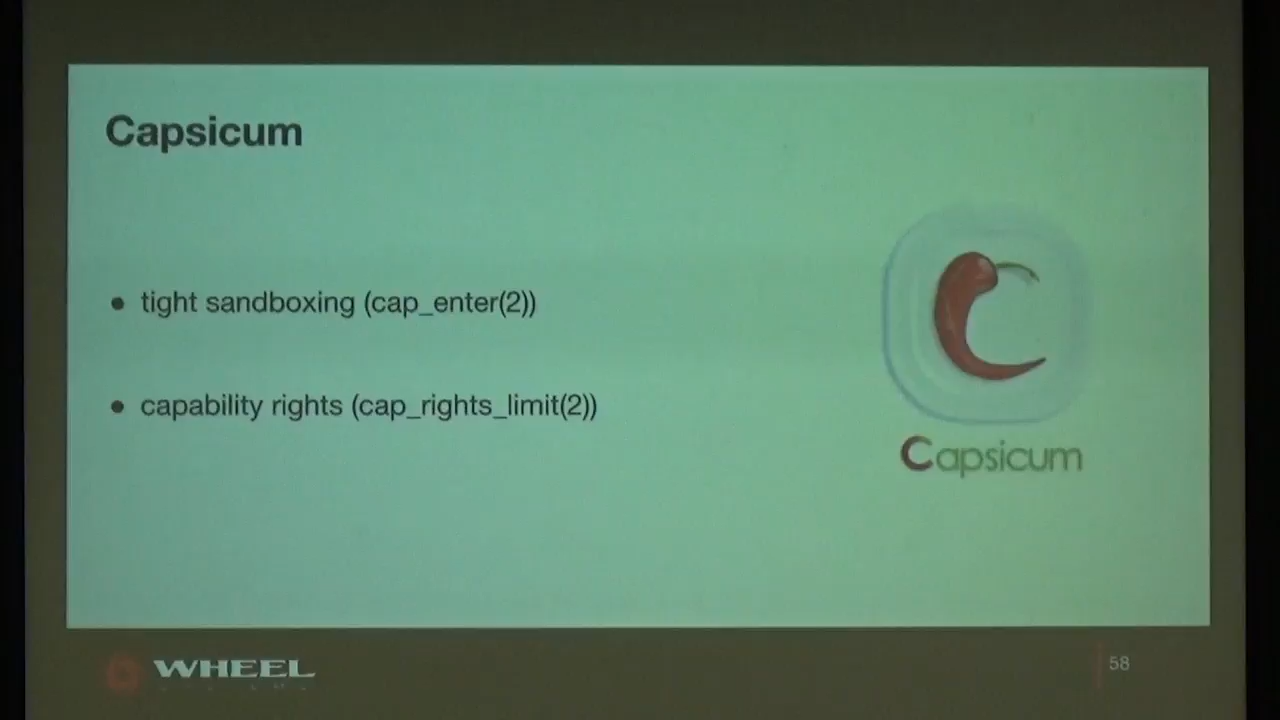 Capsicum
• tight sandboxing (cap_enter(2))
• capability rights (cap_rights_limit(2))
Capsicum
WHEEL
58